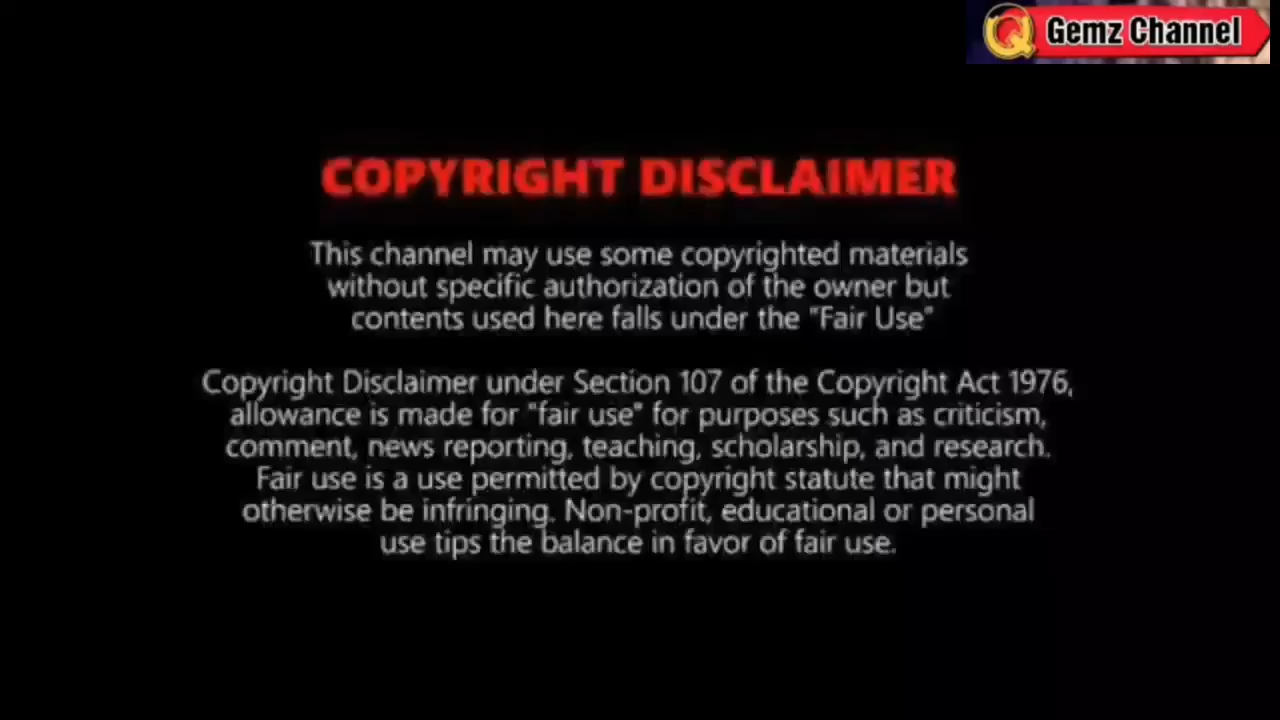 Gemz Channel
COPYRIGHT DISCLAIMER
This channel may use some copyrighted materials
without specific authorization of the owner but
contents used here falls under the "Fair Use"
Copyright Disclaimer under Section 107 of the Copyright Act 1976,
allowance is made for "fair use" for purposes such as criticism,
comment, news reporting, teaching, scholarship, and research.
Fair use is a use permitted by copyright statute that might
otherwise be infringing. Non-profit, educational or personal
use tips the balance in favor of fair use.